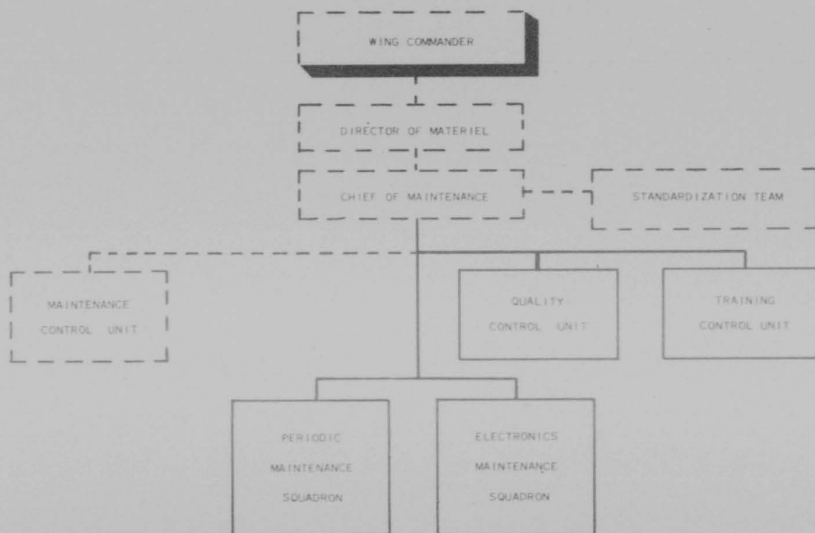 WING COMMANDER
DIRECTOR OF MATERIEL
CHIEF OF MAINTENANCE
STANDARDIZATION TEAM
MAINTENANCE
CONTROL UNIT
QUALITY
CONTROL UNIT
TRAINING
CONTROL UNIT
PERIODIC
MAINTENANCE
SQUADRON
ELECTRONICS
MAINTENANCE
SQUADRON